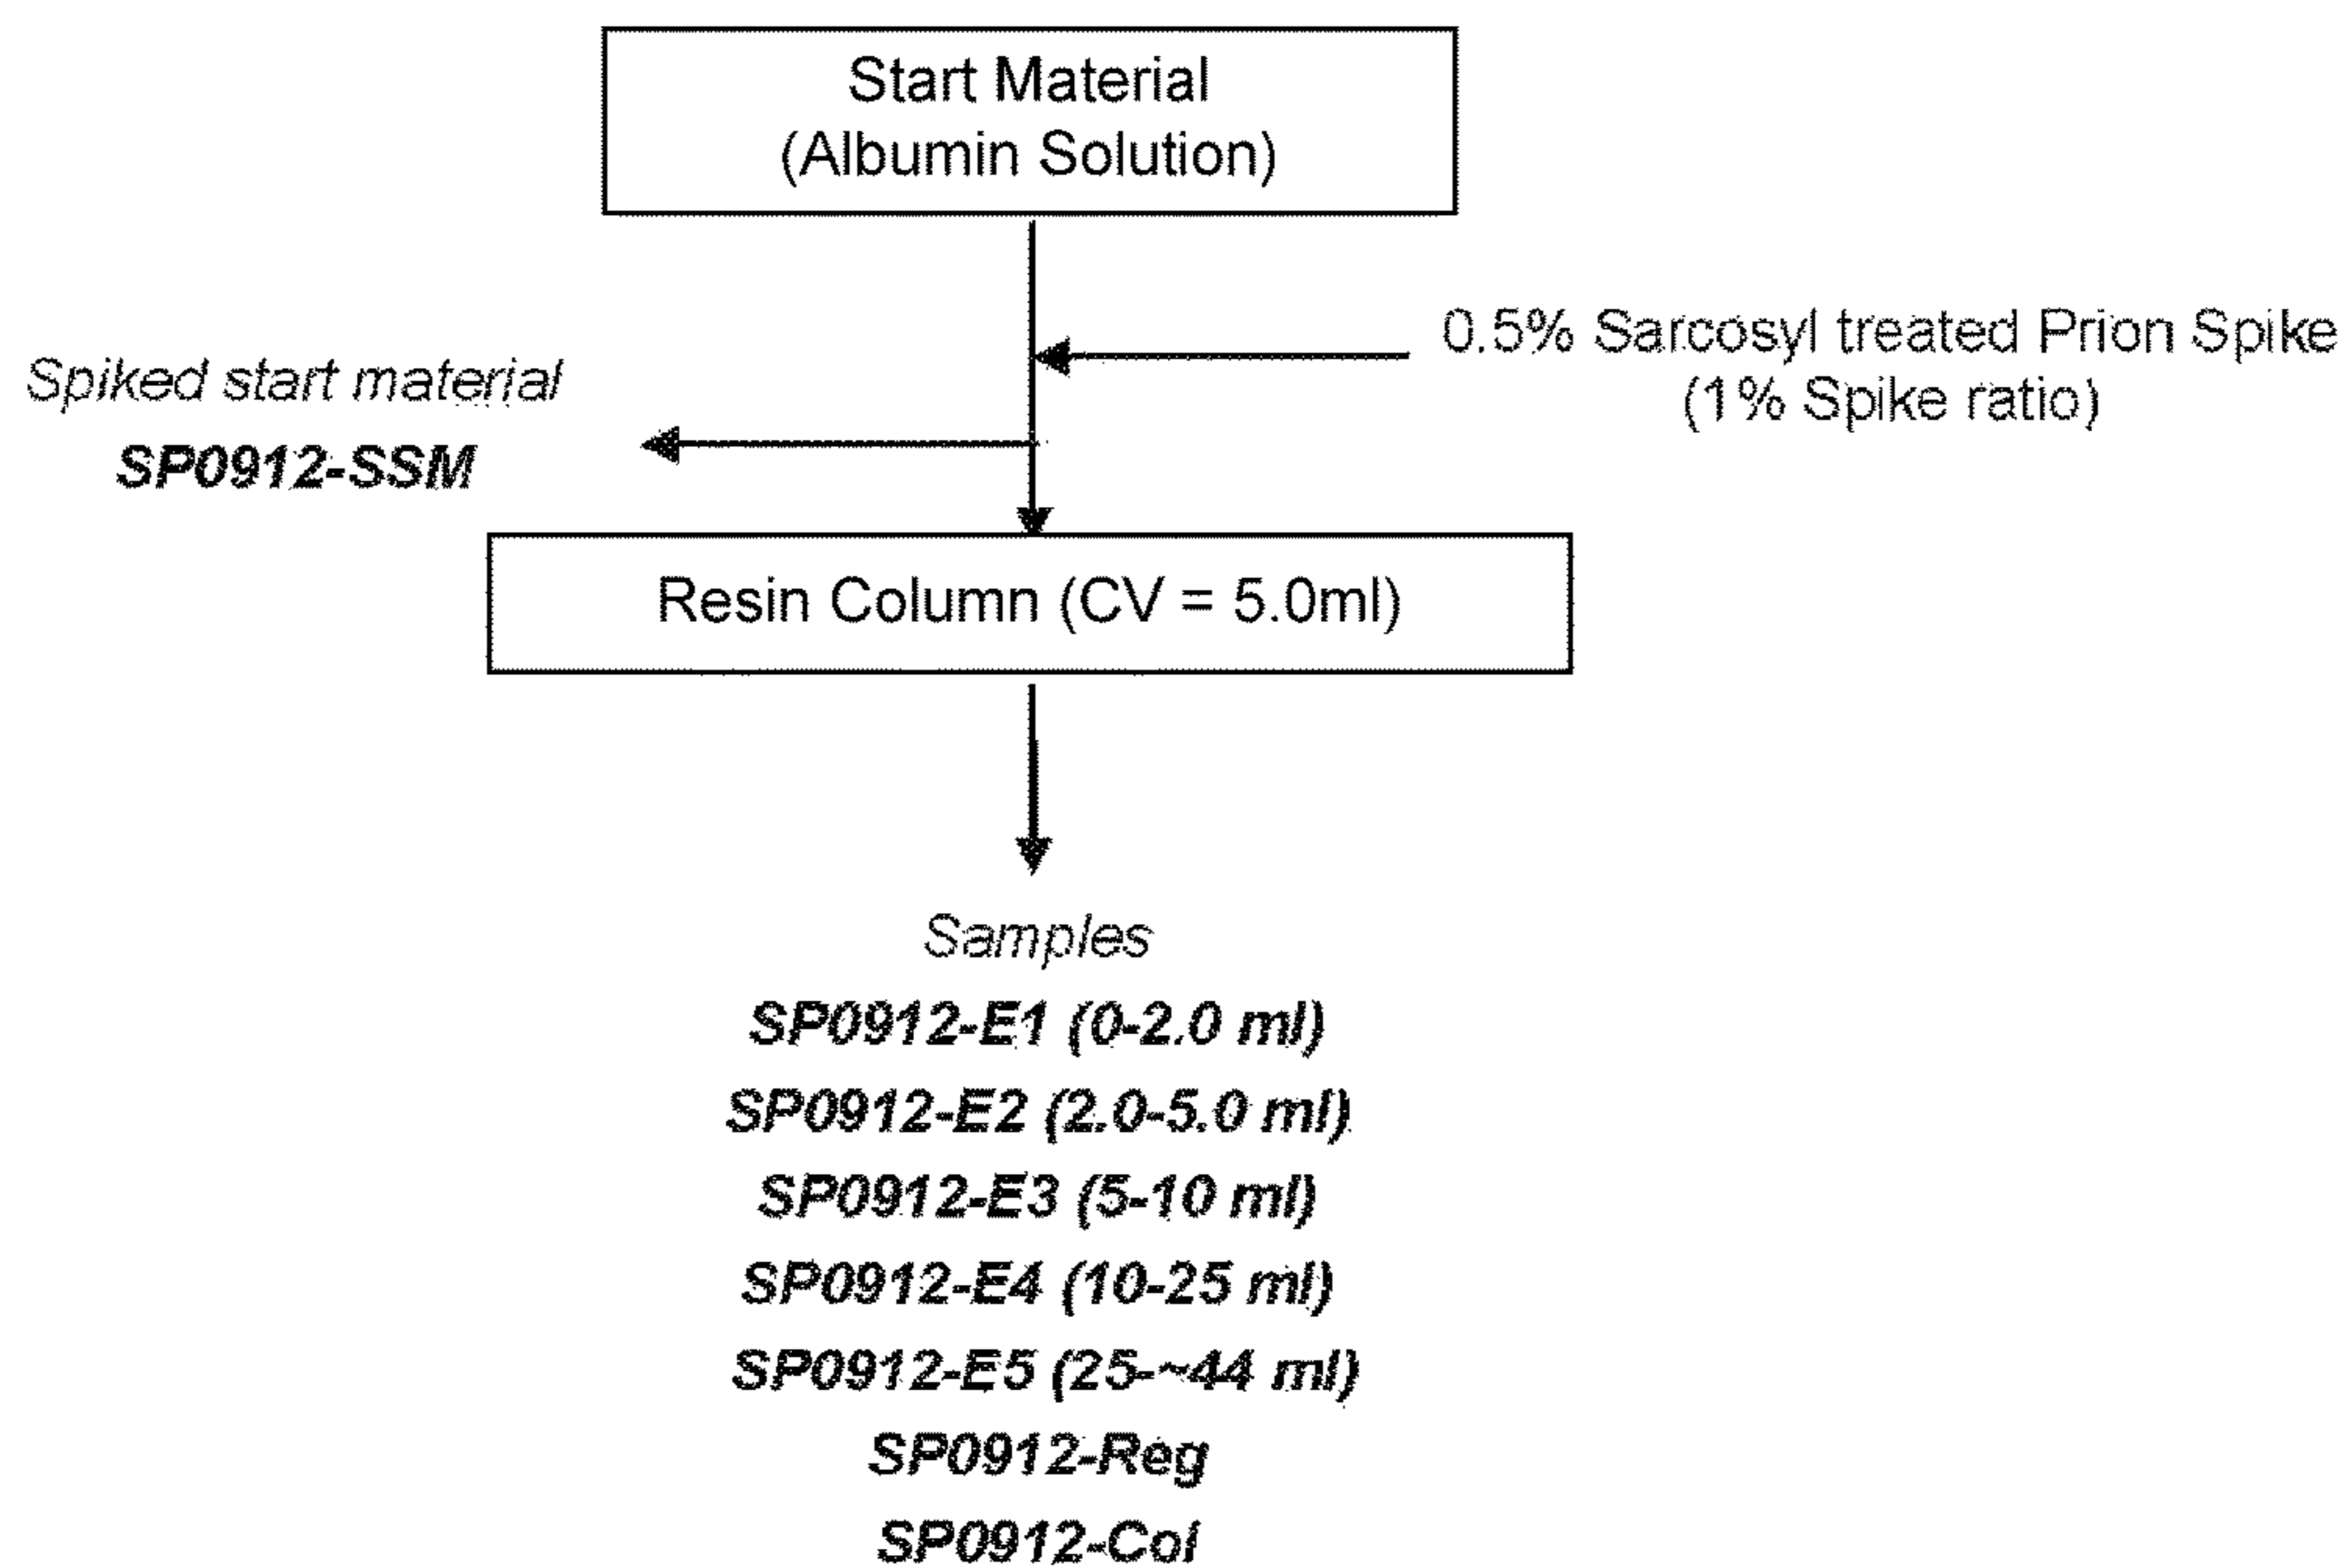 Start Material
(Albumin Solution)
0.5% Sarcosyl treated Prion Spike
(1% Spike ratio)
Spiked start material
SP0912-SSM
Resin Column (CV = 5.0ml)
Samples
SP0912-E1 (0-2.0 ml)
SP0912-E2 (2.0-5.0 ml)
SP0912-E3 (5-10 ml)
SP0912-E4 (10-25 ml)
SP0912-E5 (25-~44 ml)
SP0912-Reg
SP0912-Col